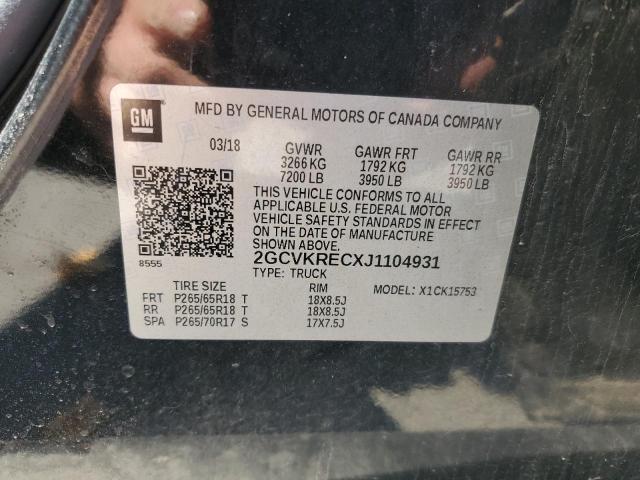 GM
MFD BY GENERAL MOTORS OF CANADA COMPANY
03/18 GVWR GAWR FRT GAWR RR
3266 KG 1792 KG 1792 KG
7200 LB 3950 LB 3950 LB
THIS VEHICLE CONFORMS TO ALL
APPLICABLE U.S. FEDERAL MOTOR
VEHICLE SAFETY STANDARDS IN EFFECT
ON THE DATE OF MANUFACTURE
SHOWN ABOVE.
8555
2GCVKRECXJ1104931
TYPE: TRUCK MODEL: X1CK15753
TIRE SIZE RIM
FRT P265/65R18 T 18X8.5J
RR P265/65R18 T 18X8.5J
SPA P265/70R17 S 17X7.5J